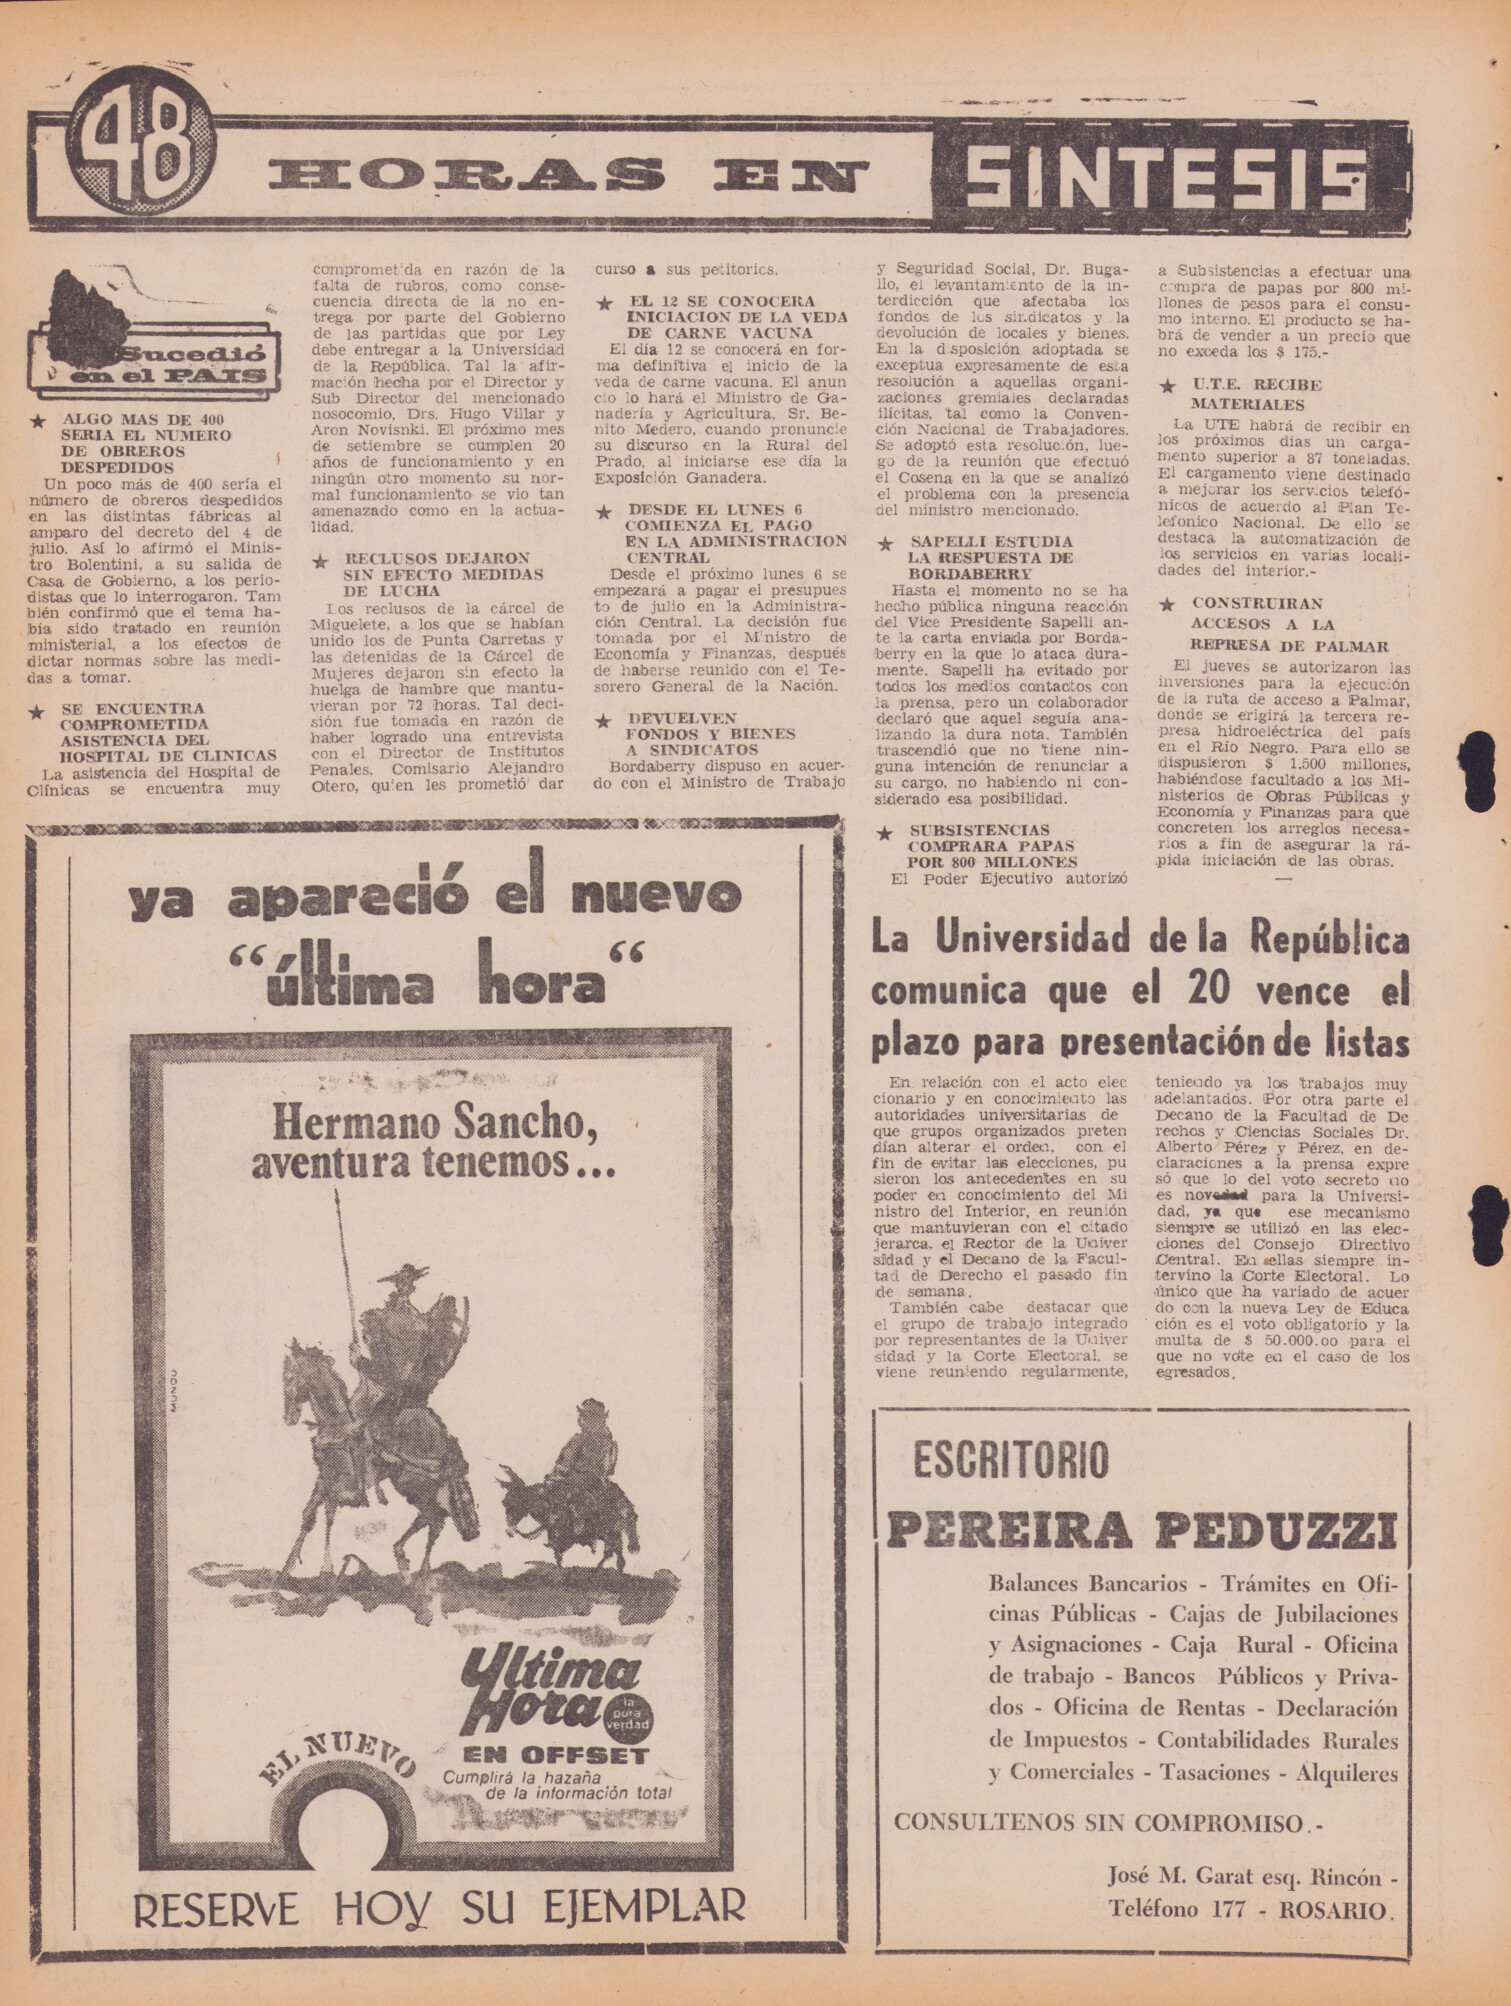 48 HORAS EN SINTESIS
Sucedió
en el PAIS
★ ALGO MAS DE 400
SERIA EL NUMERO
DE OBREROS
DESPEDIDOS
Un poco más de 400 sería el
número de obreros despedidos
en las distintas fábricas al
amparo del decreto del 4 de
julio. Así lo afirmó el Minis-
tro Bolentini, a su salida de
Casa de Gobierno, a los perio-
distas que lo interrogaron. Tam
bién confirmó que el tema ha-
bía sido tratado en reunión
ministerial, a los efectos de
dictar normas sobre las medi-
das a tomar.
★ SE ENCUENTRA
COMPROMETIDA
ASISTENCIA DEL
HOSPITAL DE CLINICAS
La asistencia del Hospital de
Clínicas se encuentra muy
comprometida en razón de la
falta de rubros, como conse-
cuencia directa de la no en-
trega por parte del Gobierno
de las partidas que por Ley
debe entregar a la Universidad
de la República. Tal la afir-
mación hecha por el Director y
Sub Director del mencionado
nosocomio, Drs. Hugo Villar y
Aron Novisnki. El próximo mes
de setiembre se cumplen 20
años de funcionamiento y en
ningún otro momento su nor-
mal funcionamiento se vio tan
amenazado como en la actua-
lidad.
★ RECLUSOS DEJARON
SIN EFECTO MEDIDAS
DE LUCHA
Los reclusos de la cárcel de
Miguelete, a los que se habían
unido los de Punta Carretas y
las detenidas de la Cárcel de
Mujeres dejaron sin efecto la
huelga de hambre que mantu-
vieran por 72 horas. Tal deci-
sión fue tomada en razón de
haber logrado una entrevista
con el Director de Institutos
Penales, Comisario Alejandro
Otero, quien les prometió dar
curso a sus petitorios.
★ EL 12 SE CONOCERA
INICIACION DE LA VEDA
DE CARNE VACUNA
El día 12 se conocerá en for-
ma definitiva el inicio de la
veda de carne vacuna. El anun
cio lo hará el Ministro de Ga-
nadería y Agricultura, Sr. Be-
nito Medero, cuando pronuncie
su discurso en la Rural del
Prado, al iniciarse ese día la
Exposición Ganadera.
★ DESDE EL LUNES 6
COMIENZA EL PAGO
EN LA ADMINISTRACION
CENTRAL
Desde el próximo lunes 6 se
empezará a pagar el presupues
to de julio en la Administra-
ción Central. La decisión fue
tomada por el Ministro de
Economía y Finanzas, después
de haberse reunido con el Te-
sorero General de la Nación.
★ DEVUELVEN
FONDOS Y BIENES
A SINDICATOS
Bordaberry dispuso en acuer-
do con el Ministro de Trabajo
y Seguridad Social, Dr. Buga-
llo, el levantamiento de la in-
terdicción que afectaba los
fondos de los sindicatos y la
devolución de locales y bienes.
En la disposición adoptada se
exceptua expresamente de esta
resolución a aquellas organi-
zaciones gremiales declaradas
ilícitas, tal como la Conven-
ción Nacional de Trabajadores.
Se adoptó esta resolución, lue-
go de la reunión que efectuó
el Cosena en la que se analizó
el problema con la presencia
del ministro mencionado.
★ SAPELLI ESTUDIA
LA RESPUESTA DE
BORDABERRY
Hasta el momento no se ha
hecho pública ninguna reacción
del Vice Presidente Sapelli an-
te la carta enviada por Borda-
berry en la que lo ataca dura-
mente. Sapelli ha evitado por
todos los medios contactos con
la prensa, pero un colaborador
declaró que aquel seguía ana-
lizando la dura nota. También
trascendió que no tiene nin-
guna intención de renunciar a
su cargo, no habiendo ni con-
siderado esa posibilidad.
★ SUBSISTENCIAS
COMPRARA PAPAS
POR 800 MILLONES
El Poder Ejecutivo autorizó
a Subsistencias a efectuar una
compra de papas por 800 mi-
llones de pesos para el consu-
mo interno. El producto se ha-
brá de vender a un precio que
no exceda los $ 175.-
★ U.T.E. RECIBE
MATERIALES
La UTE habrá de recibir en
los próximos días un carga-
mento superior a 87 toneladas.
El cargamento viene destinado
a mejorar los servicios telefó-
nicos de acuerdo al Plan Te-
lefonico Nacional. De ello se
destaca la automatización de
los servicios en varias locali-
dades del interior.-
★ CONSTRUIRAN
ACCESOS A LA
REPRESA DE PALMAR
El jueves se autorizaron las
inversiones para la ejecución
de la ruta de acceso a Palmar,
donde se erigirá la tercera re-
presa hidroeléctrica del país
en el Río Negro. Para ello se
dispusieron $ 1.500 millones,
habiéndose facultado a los Mi-
nisterios de Obras Públicas y
Economía y Finanzas para que
concreten los arreglos necesa-
rios a fin de asegurar la rá-
pida iniciación de las obras.
ya apareció el nuevo
“última hora“
Hermano Sancho,
aventura tenemos...
Ultima
Hora
la
pura
verdad
EN OFFSET
Cumplirá la hazaña
de la información total
EL NUEVO
RESERVE HOY SU EJEMPLAR
La Universidad de la República
comunica que el 20 vence el
plazo para presentación de listas
En relación con el acto elec
cionario y en conocimiento las
autoridades universitarias de
que grupos organizados preten
dían alterar el orden, con el
fin de evitar las elecciones, pu
sieron los antecedentes en su
poder en conocimiento del Mi
nistro del Interior, en reunión
que mantuvieran con el citado
jerarca, el Rector de la Univer
sidad y el Decano de la Facul-
tad de Derecho el pasado fin
de semana.
También cabe destacar que
el grupo de trabajo integrado
por representantes de la Univer
sidad y la Corte Electoral, se
viene reuniendo regularmente,
teniendo ya los trabajos muy
adelantados. Por otra parte el
Decano de la Facultad de De
rechos y Ciencias Sociales Dr.
Alberto Pérez y Pérez, en de-
claraciones a la prensa expre
só que lo del voto secreto no
es novedad para la Universi-
dad, ya que ese mecanismo
siempre se utilizó en las elec-
ciones del Consejo Directivo
Central. En ellas siempre in-
tervino la Corte Electoral. Lo
único que ha variado de acuer
do con la nueva Ley de Educa
ción es el voto obligatorio y la
multa de $ 50.000.00 para el
que no vote en el caso de los
egresados.
ESCRITORIO
PEREIRA PEDUZZI
Balances Bancarios - Trámites en Ofi-
cinas Públicas - Cajas de Jubilaciones
y Asignaciones - Caja Rural - Oficina
de trabajo - Bancos Públicos y Priva-
dos - Oficina de Rentas - Declaración
de Impuestos - Contabilidades Rurales
y Comerciales - Tasaciones - Alquileres
CONSULTENOS SIN COMPROMISO.-
José M. Garat esq. Rincón -
Teléfono 177 - ROSARIO.